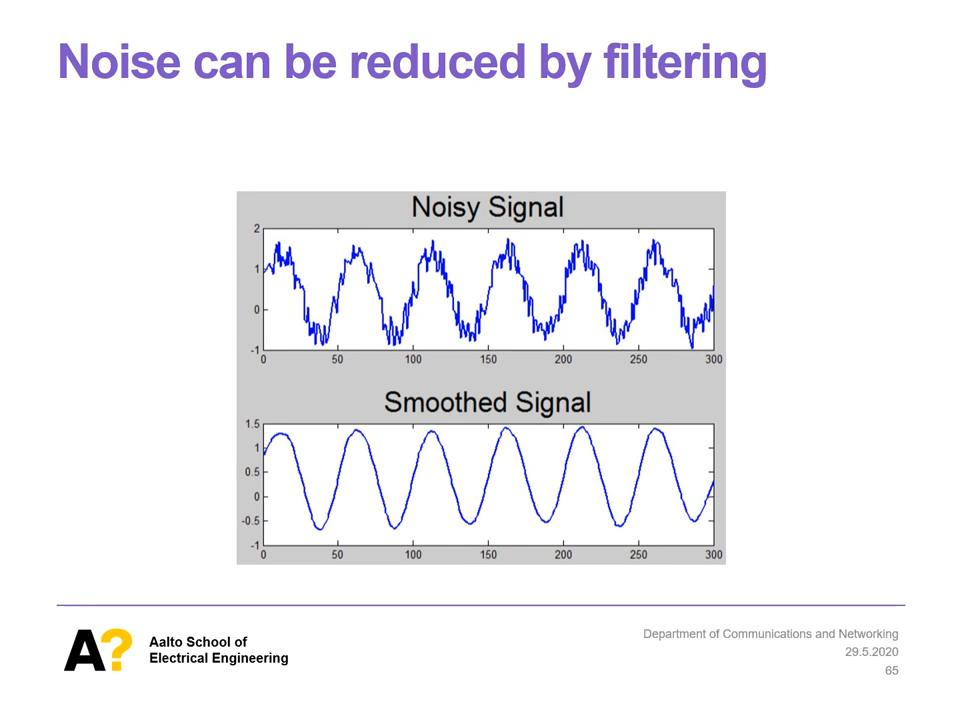 Noise can be reduced by filtering
Noisy Signal
2
1
0
-1
0 50 100 150 200 250 300
Smoothed Signal
1.5
1
0.5
0
-0.5
-1
0 50 100 150 200 250 300
A?
Aalto School of
Electrical Engineering
Department of Communications and Networking
29.5.2020
65